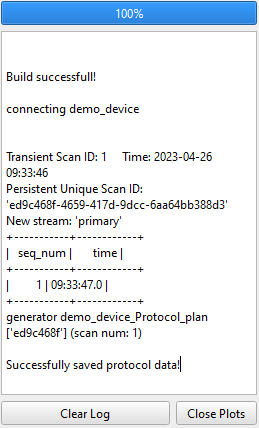 100%
Build successfull!
connecting demo_device
Transient Scan ID: 1     Time: 2023-04-26
09:33:46
Persistent Unique Scan ID:
'ed9c468f-4659-417d-9dcc-6aa64bb388d3'
New stream: 'primary'
+-----------+------------+
|   seq_num |       time |
+-----------+------------+
|         1 | 09:33:47.0 |
+-----------+------------+
generator demo_device_Protocol_plan
['ed9c468f'] (scan num: 1)
Successfully saved protocol data!
Clear Log
Close Plots